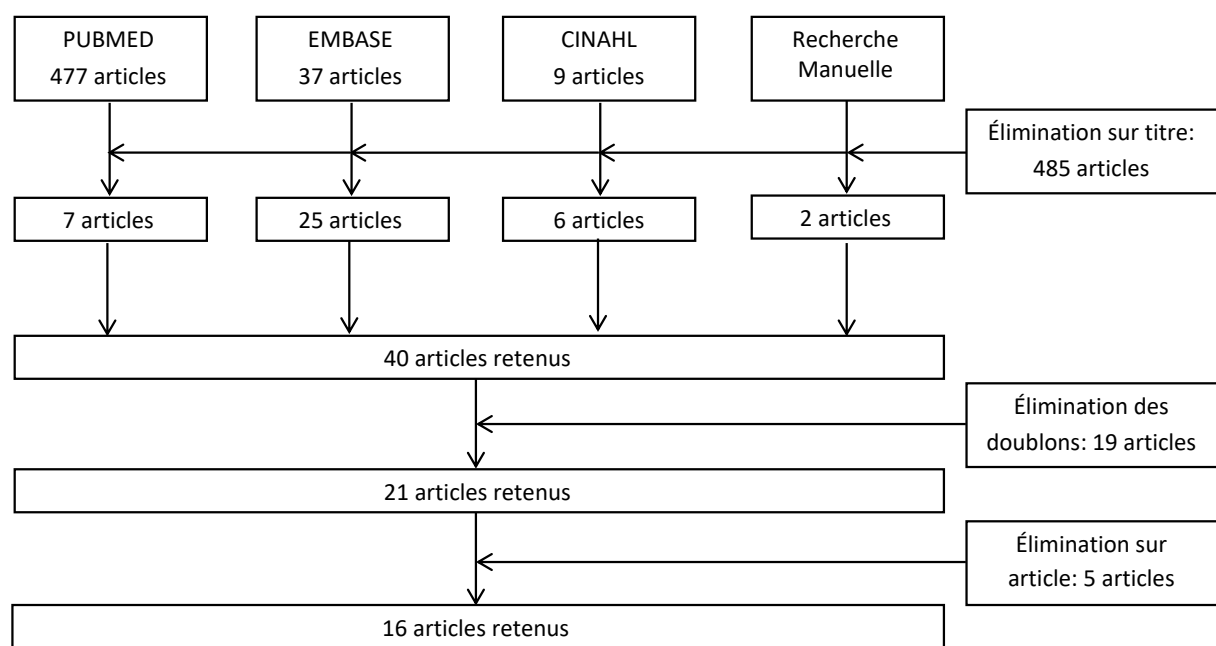 PUBMED
477 articles
EMBASE
37 articles
CINAHL
9 articles
Recherche
Manuelle
Élimination sur titre:
485 articles
7 articles
25 articles
6 articles
2 articles
40 articles retenus
Élimination des
doublons: 19 articles
21 articles retenus
Élimination sur
article: 5 articles
16 articles retenus